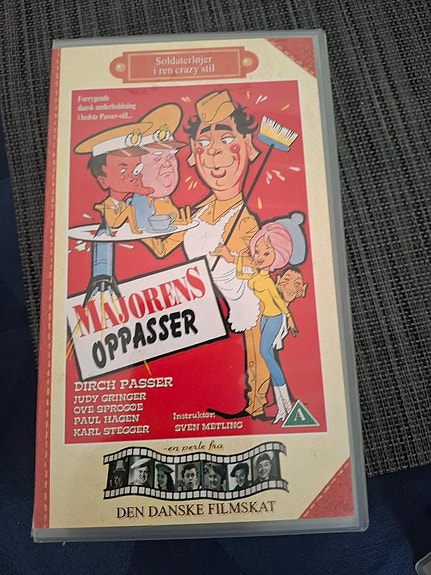 Soldaterløjer
i ren crazy stil
Forrygende
dansk underholdning
i bedste Passer-stil...
MAJORENS
OPPASSER
DIRCH PASSER
JUDY GRINGER
OVE SPROGØE
PAUL HAGEN
KARL STEGGER
Instruktør:
SVEN METLING
A
-en perle fra
DEN DANSKE FILMSKAT